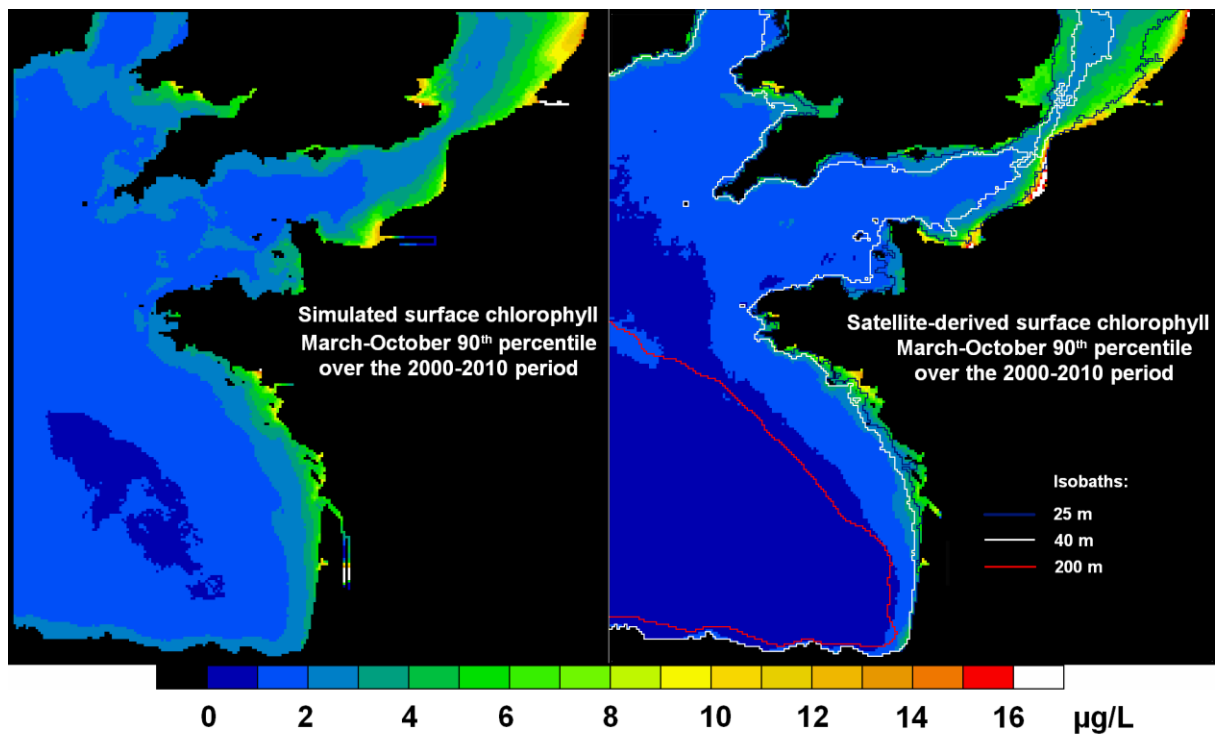 Simulated surface chlorophyll
March-October 90th percentile
over the 2000-2010 period
Satellite-derived surface chlorophyll
March-October 90th percentile
over the 2000-2010 period
Isobaths:
25 m
40 m
200 m
0 2 4 6 8 10 12 14 16 µg/L